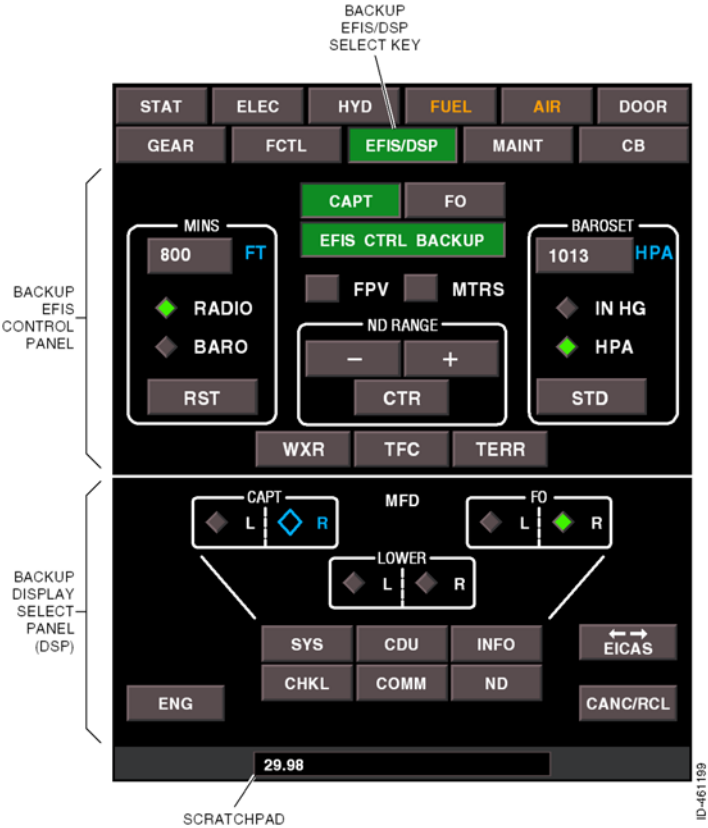 BACKUP
EFIS/DSP
SELECT KEY
STAT ELEC HYD FUEL AIR DOOR
GEAR FCTL EFIS/DSP MAINT CB
CAPT FO
EFIS CTRL BACKUP
MINS
800 FT
RADIO
BARO
RST
FPV MTRS
ND RANGE
− +
CTR
BAROSET
1013 HPA
IN HG
HPA
STD
WXR TFC TERR
BACKUP
EFIS
CONTROL
PANEL
CAPT MFD FO
L R L R
LOWER
L R
SYS CDU INFO
CHKL COMM ND
ENG
←→
EICAS
CANC/RCL
BACKUP
DISPLAY
SELECT
PANEL
(DSP)
29.98
SCRATCHPAD
ID-461199